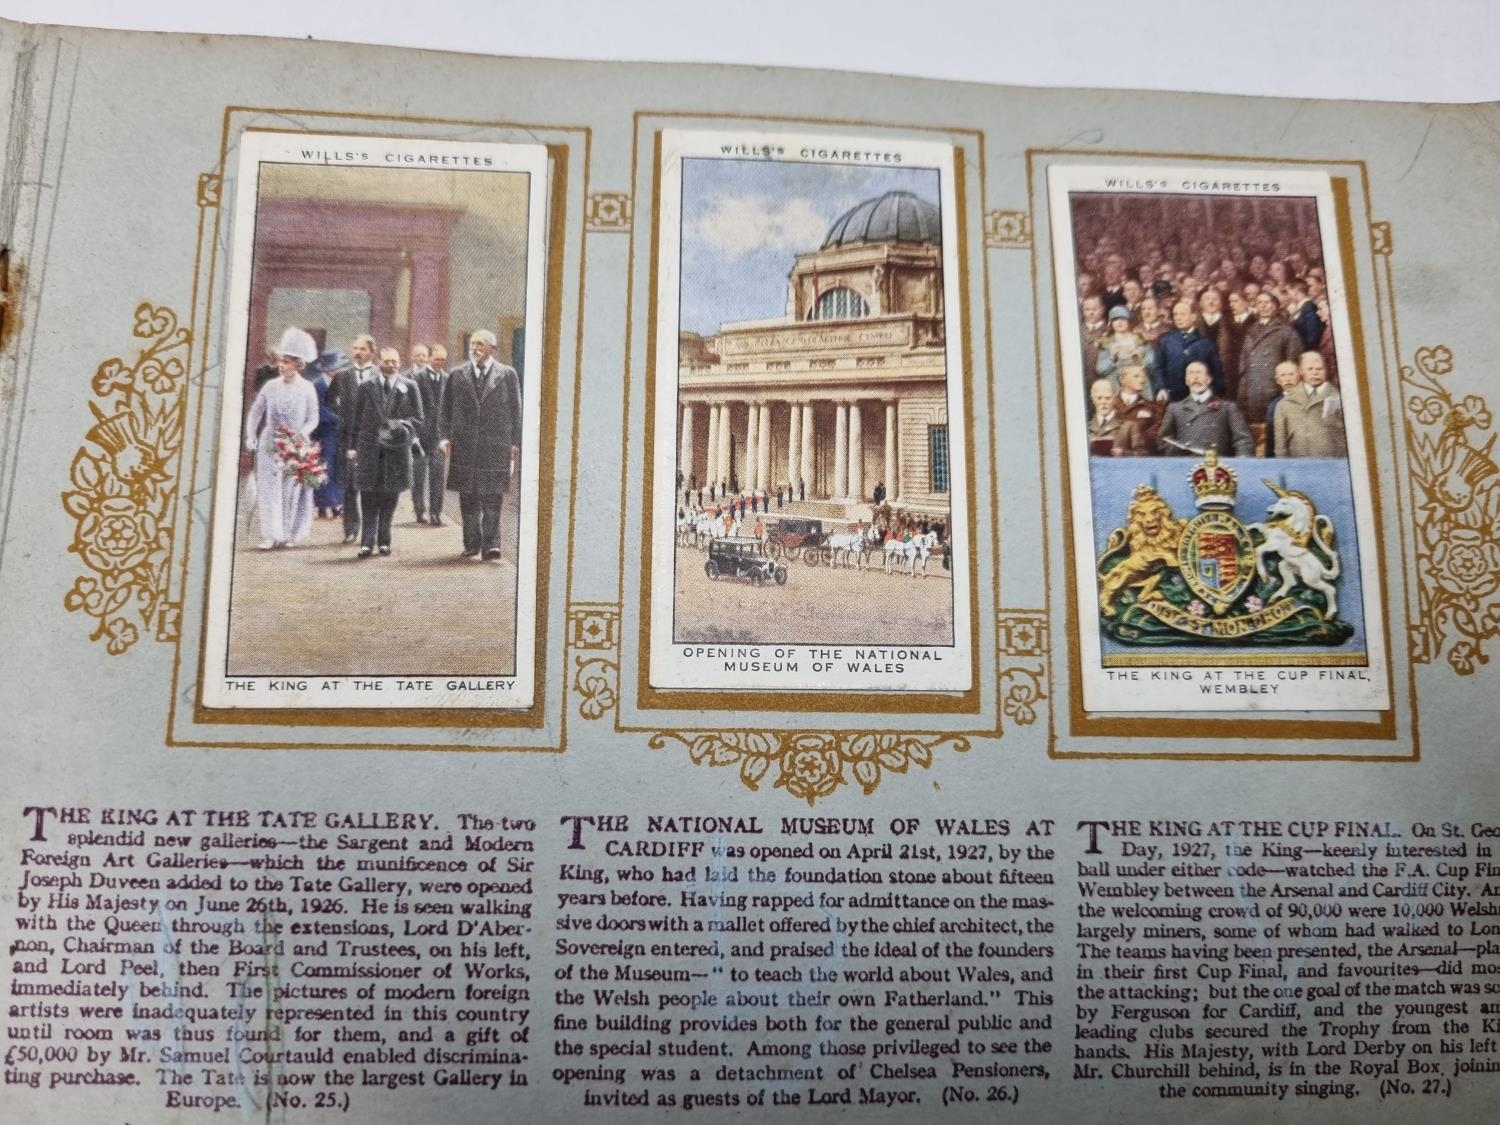 WILLS'S CIGARETTES
THE KING AT THE TATE GALLERY
WILLS'S CIGARETTES
OPENING OF THE NATIONAL
MUSEUM OF WALES
WILLS'S CIGARETTES
THE KING AT THE CUP FINAL,
WEMBLEY
THE KING AT THE TATE GALLERY. The two
splendid new galleries—the Sargent and Modern
Foreign Art Galleries—which the munificence of Sir
Joseph Duveen added to the Tate Gallery, were opened
by His Majesty on June 26th, 1926. He is seen walking
with the Queen through the extensions, Lord D'Aber-
non, Chairman of the Board and Trustees, on his left,
and Lord Peel, then First Commissioner of Works,
immediately behind. The pictures of modern foreign
artists were inadequately represented in this country
until room was thus found for them, and a gift of
£50,000 by Mr. Samuel Courtauld enabled discrimina-
ting purchase. The Tate is now the largest Gallery in
Europe. (No. 25.)
THE NATIONAL MUSEUM OF WALES AT
CARDIFF was opened on April 21st, 1927, by the
King, who had laid the foundation stone about fifteen
years before. Having rapped for admittance on the mas-
sive doors with a mallet offered by the chief architect, the
Sovereign entered, and praised the ideal of the founders
of the Museum—" to teach the world about Wales, and
the Welsh people about their own Fatherland." This
fine building provides both for the general public and
the special student. Among those privileged to see the
opening was a detachment of Chelsea Pensioners,
invited as guests of the Lord Mayor. (No. 26.)
THE KING AT THE CUP FINAL. On St. Geo
Day, 1927, the King—keenly interested in
ball under either code—watched the F.A. Cup Fin
Wembley between the Arsenal and Cardiff City. Am
the welcoming crowd of 90,000 were 10,000 Welsh
largely miners, some of whom had walked to Lon
The teams having been presented, the Arsenal—pla
in their first Cup Final, and favourites—did mos
the attacking; but the one goal of the match was sc
by Ferguson for Cardiff, and the youngest an
leading clubs secured the Trophy from the Ki
hands. His Majesty, with Lord Derby on his left
Mr. Churchill behind, is in the Royal Box joinin
the community singing. (No. 27.)